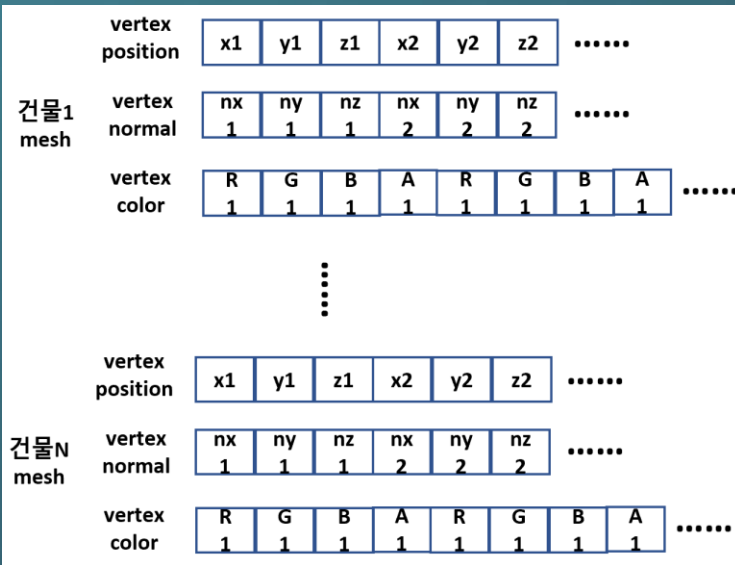 vertex
position
x1 y1 z1 x2 y2 z2 ······
건물1
mesh
vertex
normal
nx ny nz nx ny nz
1 1 1 2 2 2 ······
vertex
color
R G B A R G B A
1 1 1 1 1 1 1 1 ······
vertex
position
x1 y1 z1 x2 y2 z2 ······
건물N
mesh
vertex
normal
nx ny nz nx ny nz
1 1 1 2 2 2 ······
vertex
color
R G B A R G B A
1 1 1 1 1 1 1 1 ······